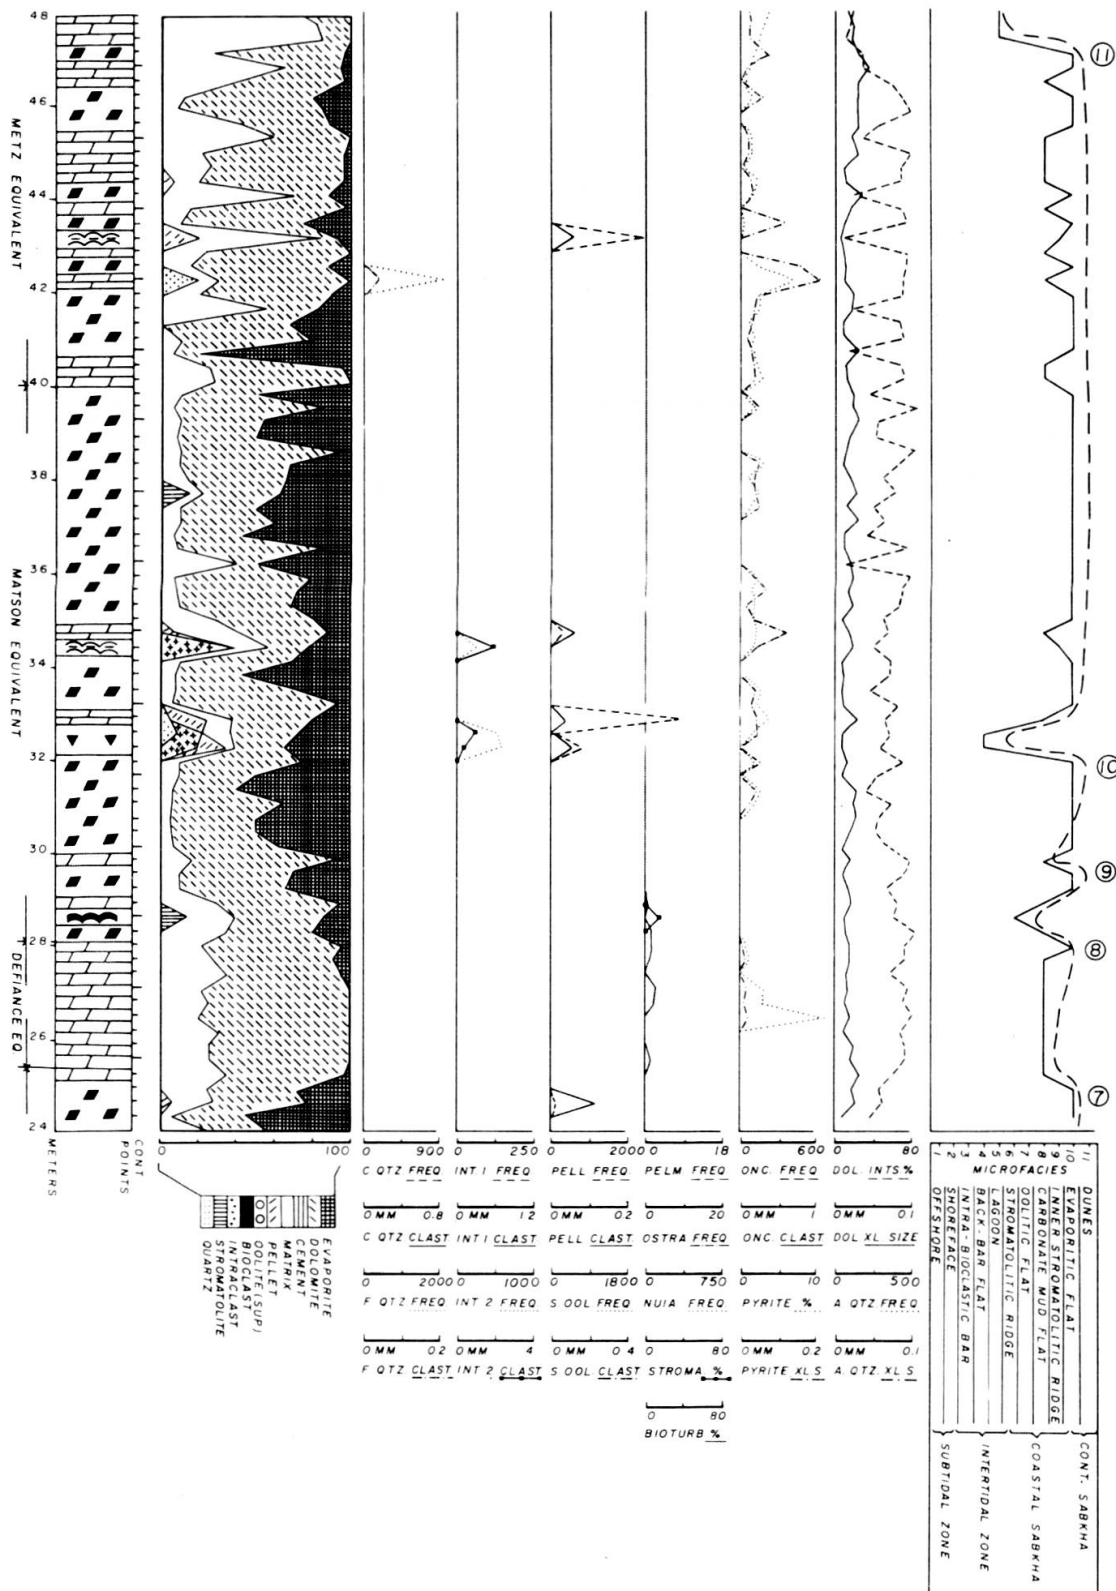 48
46
44
42
40
38
36
34
32
30
28
26
24
METZ EQUIVALENT
MATSON EQUIVALENT
DEFIANCE EQ.
METERS
CONT. POINTS
11
10
9
8
7
0 100
EVAPORITE
DOLOMITE
CEMENT
MATRIX
PELLET
OOLITE(SUP)
BIOCLAST
INTRACLAST
STROMATOLITE
QUARTZ
0 900
C QTZ FREQ
0 MM 0.8
C QTZ CLAST
0 2000
F QTZ FREQ
0 MM 0.2
F QTZ CLAST
0 250
INT 1 FREQ
0 MM 1.2
INT 1 CLAST
0 1000
INT 2 FREQ
0 MM 4
INT 2 CLAST
0 2000
PELL FREQ
0 MM 0.2
PELL CLAST
0 1800
S OOL FREQ
0 MM 0.4
S OOL CLAST
0 18
PELM FREQ
0 20
OSTRA FREQ
0 750
NUIA FREQ
0 80
STROMA %
0 80
BIOTURB %
0 600
ONC. FREQ
0 MM 1
ONC. CLAST
0 10
PYRITE %
0 MM 0.2
PYRITE XLS
0 80
DOL. INTS %
0 MM 0.1
DOL XL SIZE
0 500
A. QTZ FREQ
0 MM 0.1
A. QTZ. XLS
MICROFACIES
11 DUNES
10 EVAPORITIC FLAT
9 INNER STROMATOLITIC RIDGE
8 CARBONATE MUD FLAT
7 OOLITIC FLAT
6 STROMATOLITIC RIDGE
5 LAGOON
4 BACK-BAR FLAT
3 INTRA-BIOCLASTIC BAR
2 SHOREFACE
1 OFFSHORE
CONT. SABKHA
COASTAL SABKHA
INTERTIDAL ZONE
SUBTIDAL ZONE